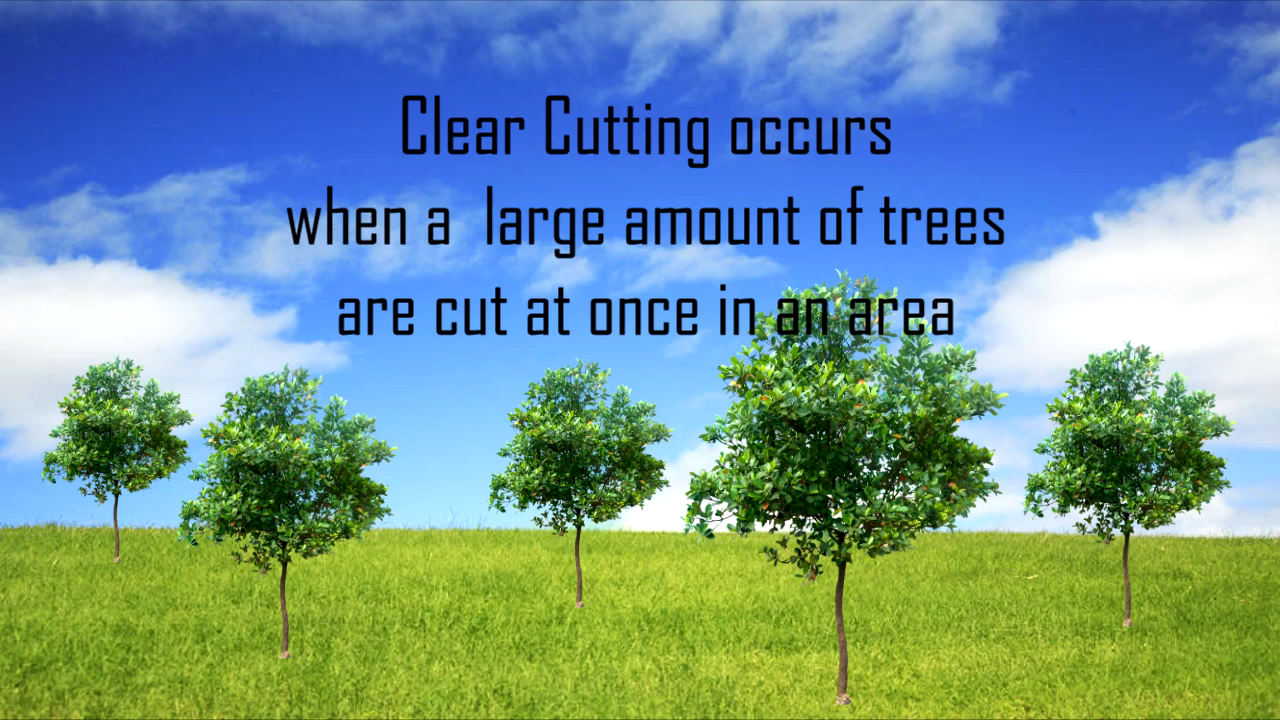 Clear Cutting occurs
when a large amount of trees
are cut at once in an area